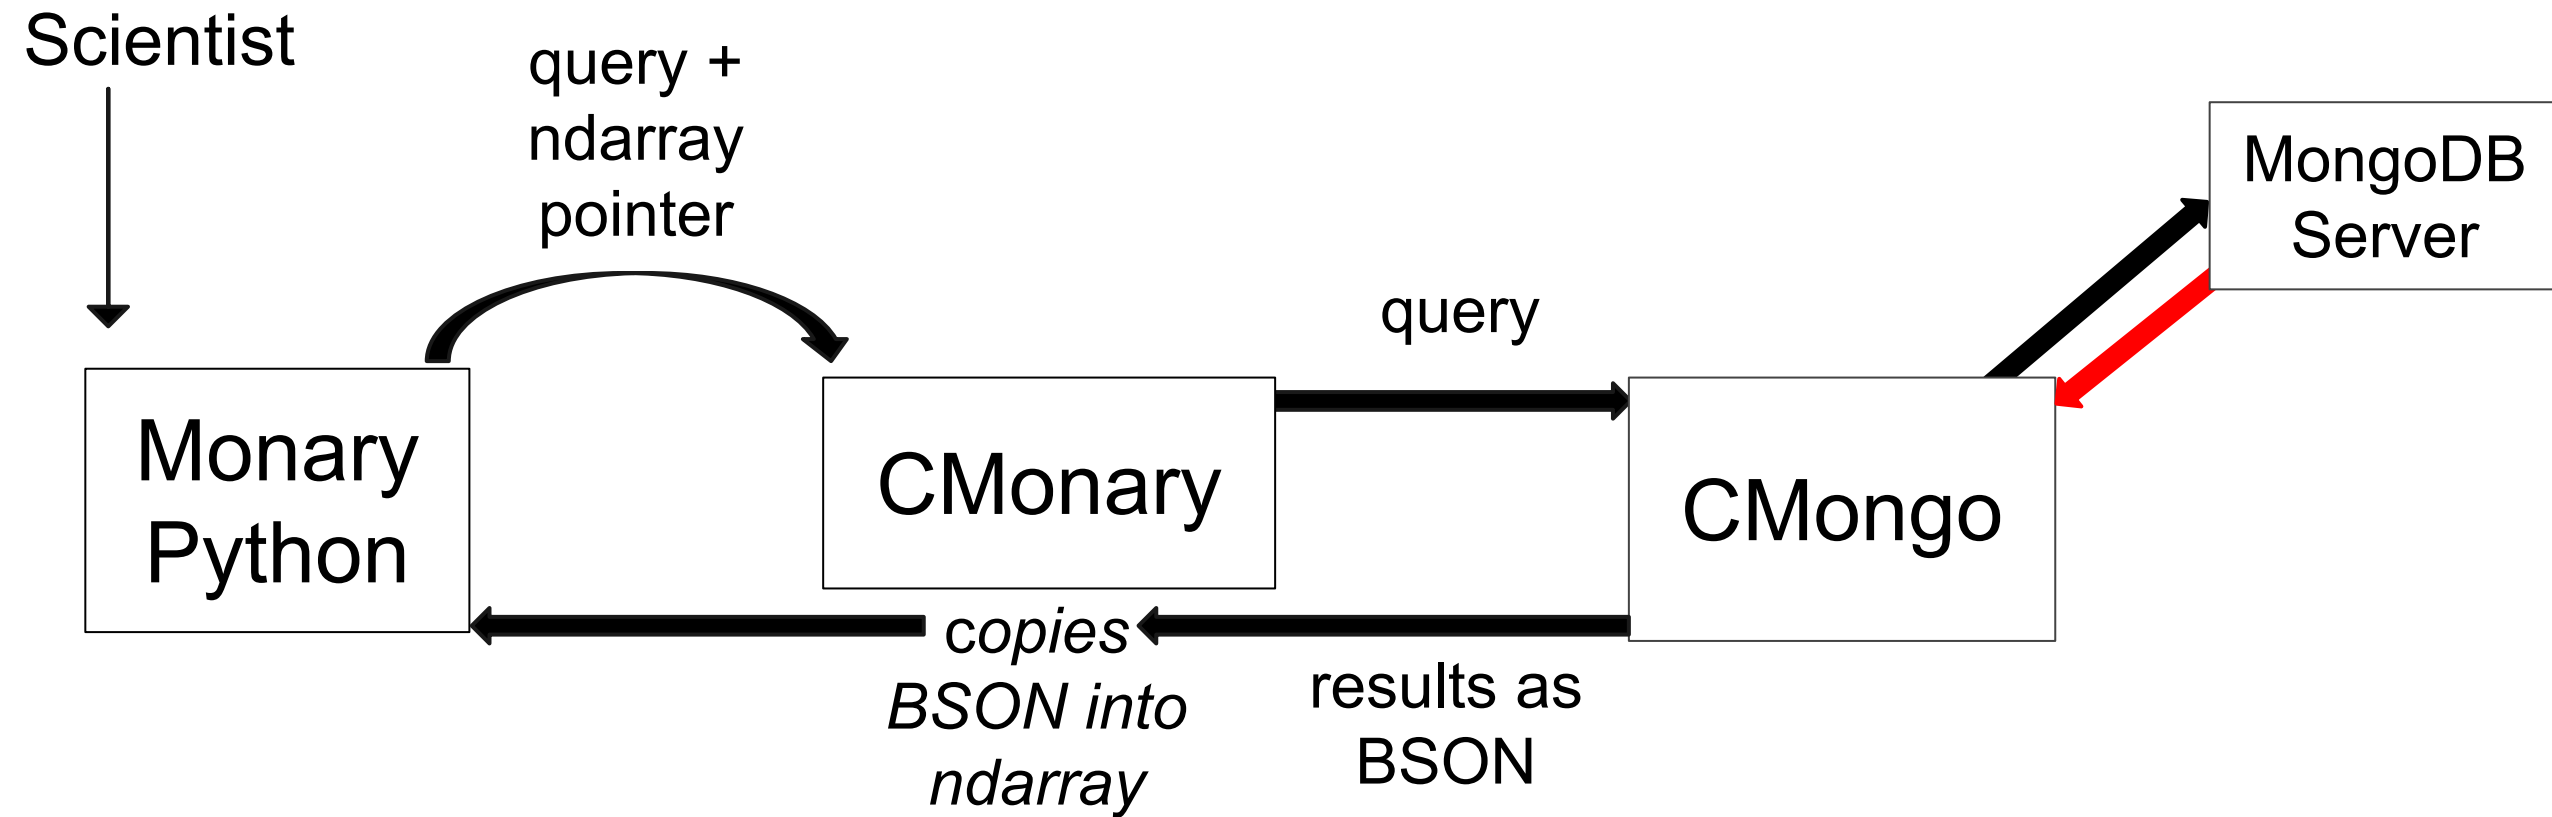 Scientist
query +
ndarray
pointer
MongoDB
Server
query
Monary
Python
CMonary
CMongo
copies
BSON into
ndarray
results as
BSON